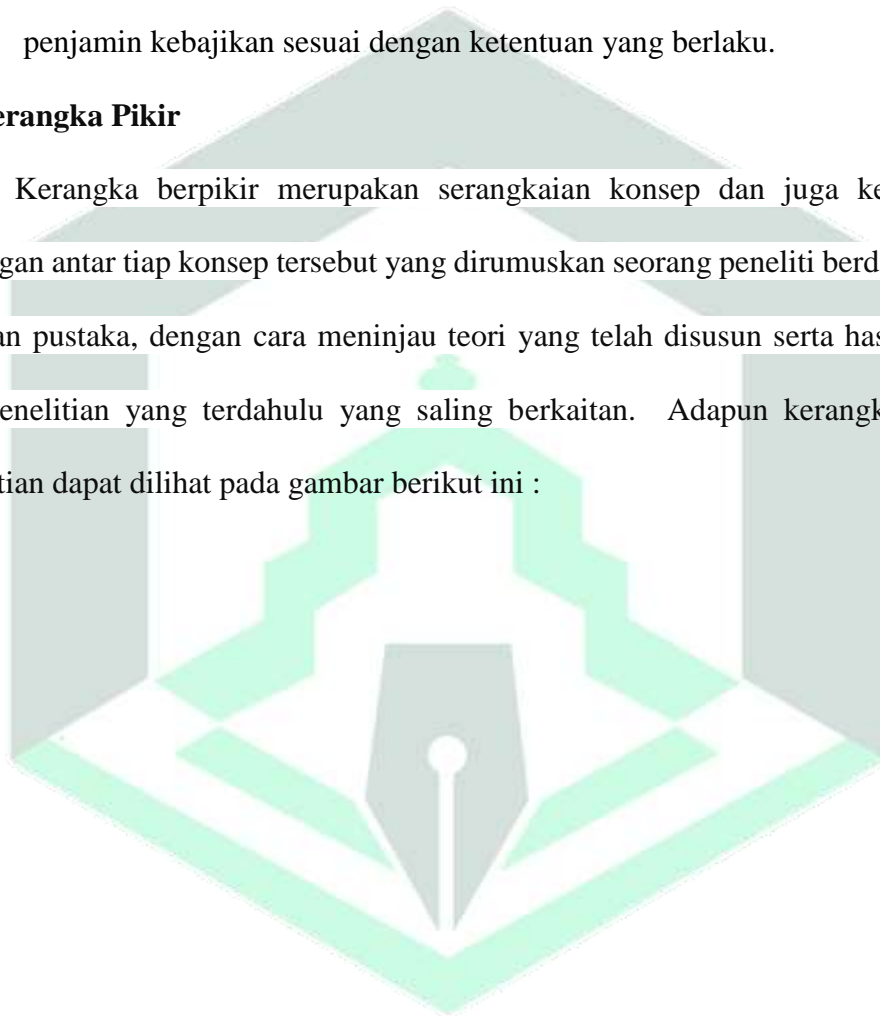 penjamin kebajikan sesuai dengan ketentuan yang berlaku.
erangka Pikir
Kerangka berpikir merupakan serangkaian konsep dan juga ke
gan antar tiap konsep tersebut yang dirumuskan seorang peneliti berd
an pustaka, dengan cara meninjau teori yang telah disusun serta has
enelitian yang terdahulu yang saling berkaitan. Adapun kerangk
tian dapat dilihat pada gambar berikut ini :